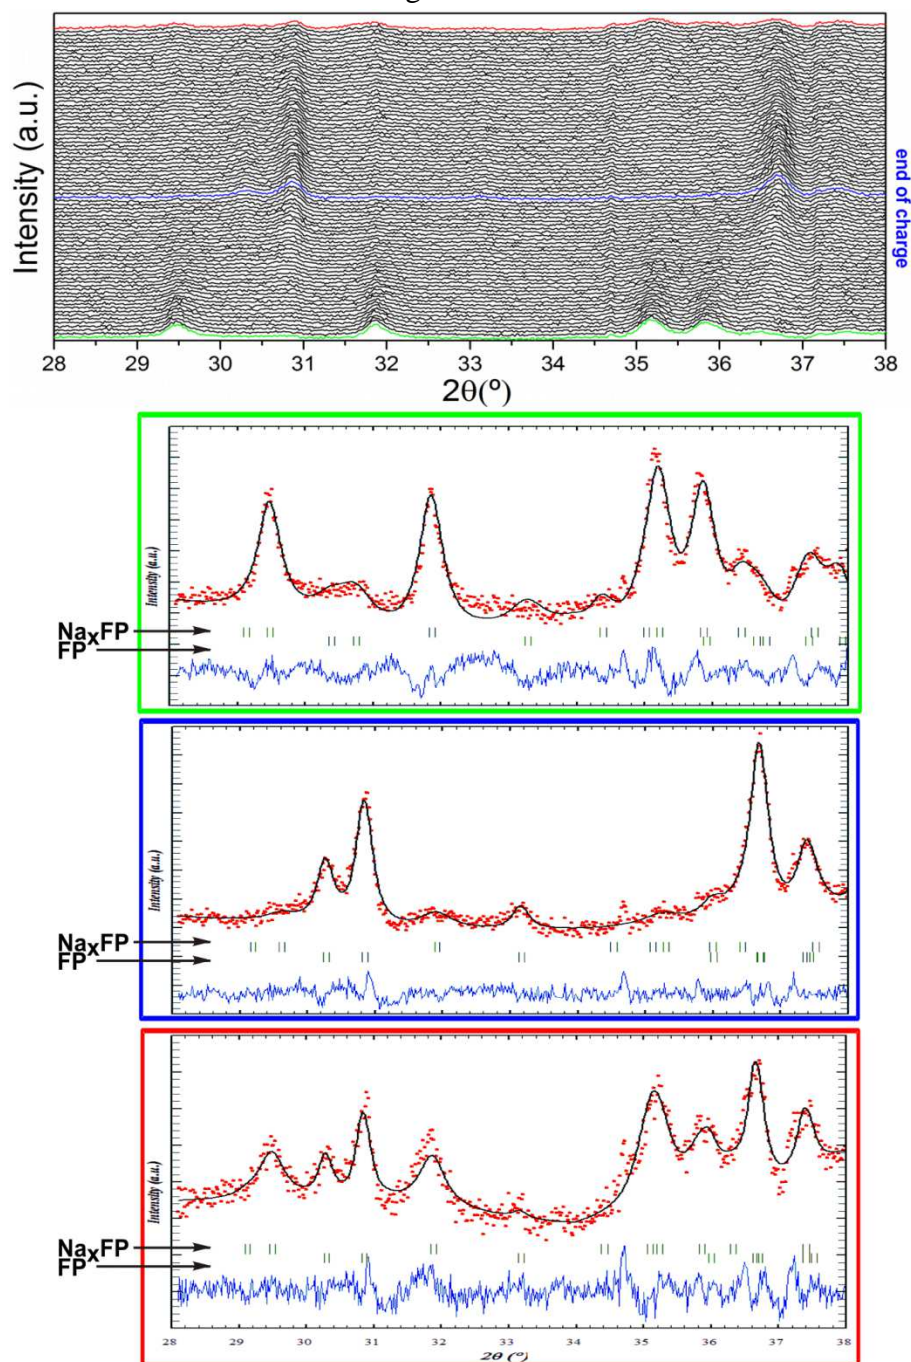 Intensity (a.u.)
end of charge
28 29 30 31 32 33 34 35 36 37 38
2θ(º)
Intensity (a.u.)
NaxFP
FP
Intensity (a.u.)
NaxFP
FP
Intensity (a.u.)
NaxFP
FP
28 29 30 31 32 33 34 35 36 37 38
2θ (°)